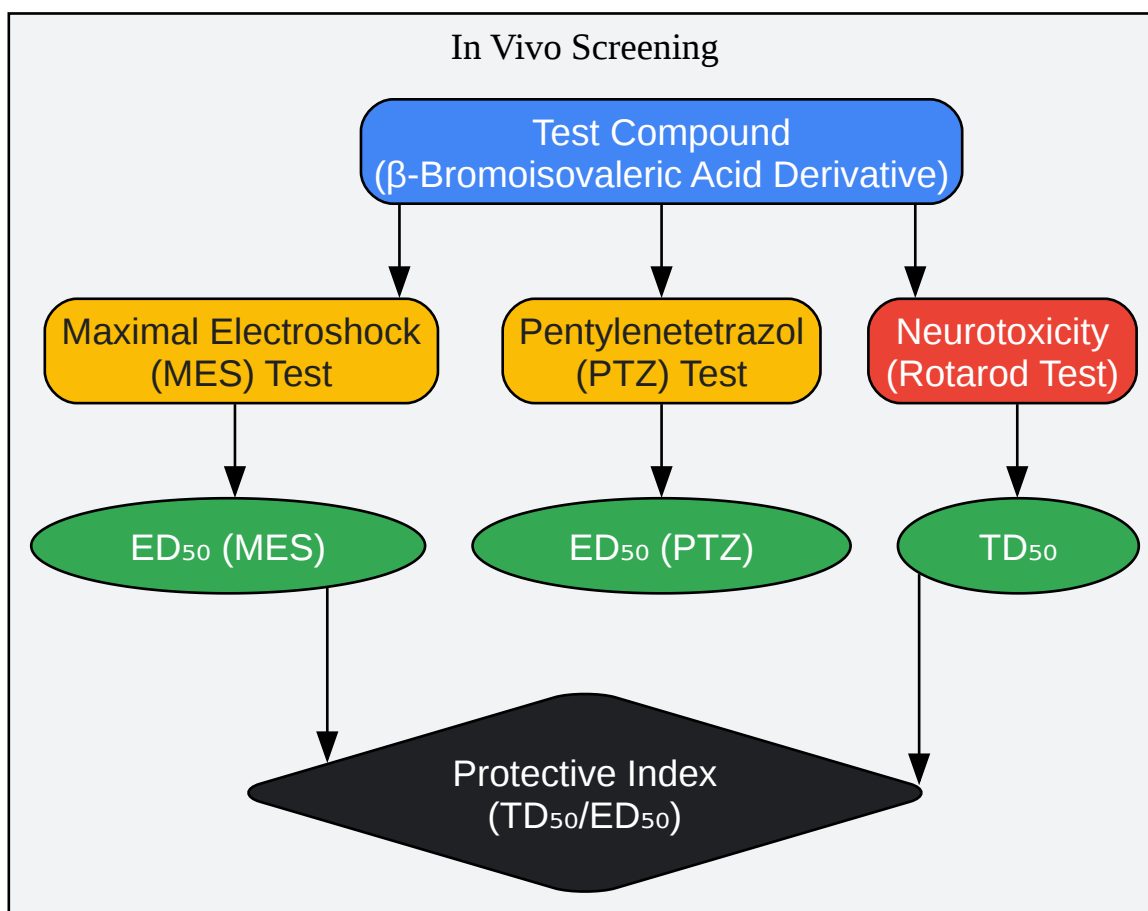 In Vivo Screening
Test Compound
(β-Bromoisovaleric Acid Derivative)
Maximal Electroshock
(MES) Test
Pentylenetetrazol
(PTZ) Test
Neurotoxicity
(Rotarod Test)
ED₅₀ (MES)
ED₅₀ (PTZ)
TD₅₀
Protective Index
(TD₅₀/ED₅₀)